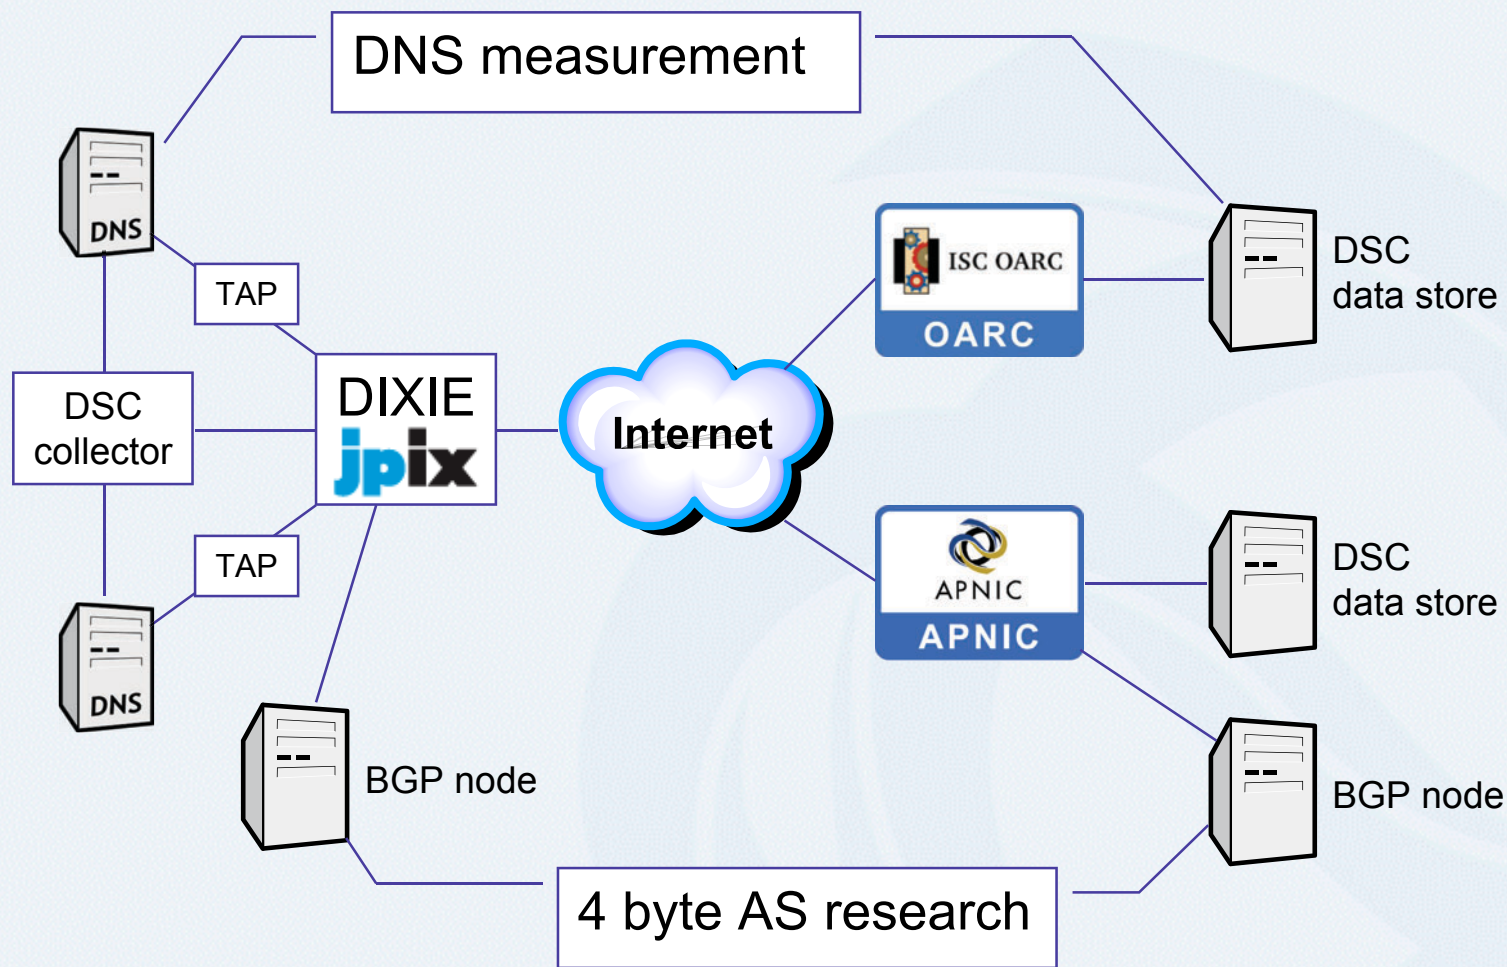 DNS measurement
DNS
TAP
ISC OARC
OARC
DSC
data store
DSC
collector
DIXIE
jpix
Internet
TAP
DNS
APNIC
APNIC
DSC
data store
BGP node
BGP node
4 byte AS research